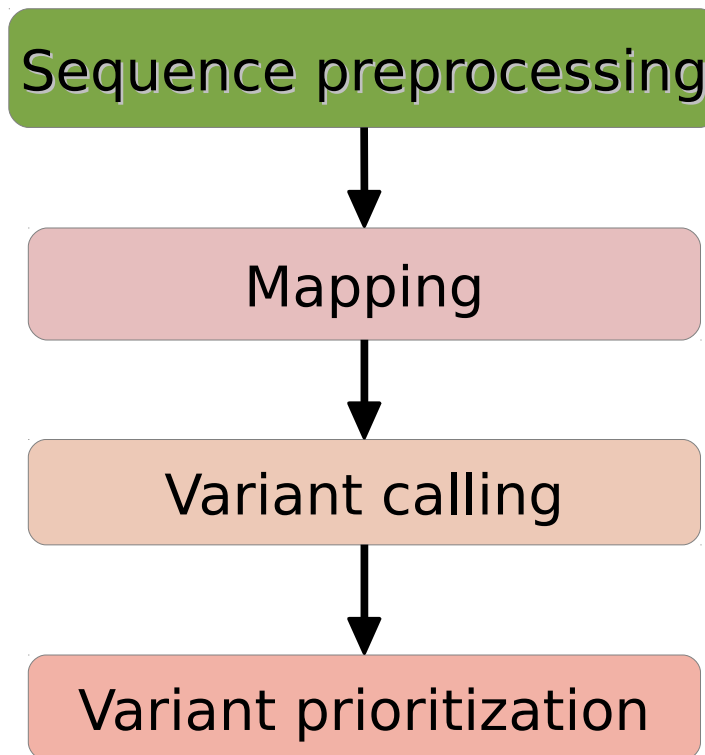 Sequence preprocessing
Mapping
Variant calling
Variant prioritization